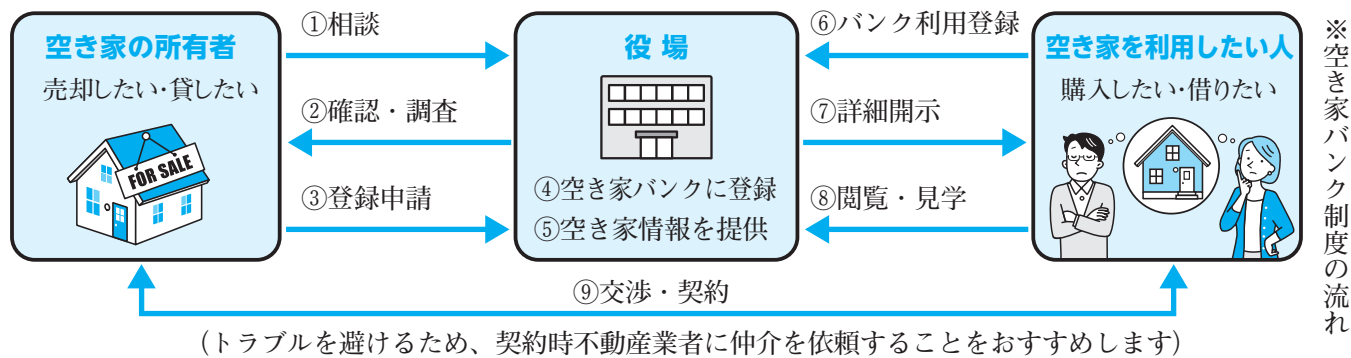 ※空き家バンク制度の流れ
空き家の所有者
売却したい・貸したい
FOR SALE
①相談
②確認・調査
③登録申請
役場
④空き家バンクに登録
⑤空き家情報を提供
⑥バンク利用登録
⑦詳細開示
⑧閲覧・見学
空き家を利用したい人
購入したい・借りたい
⑨交渉・契約
(トラブルを避けるため、契約時不動産業者に仲介を依頼することをおすすめします)